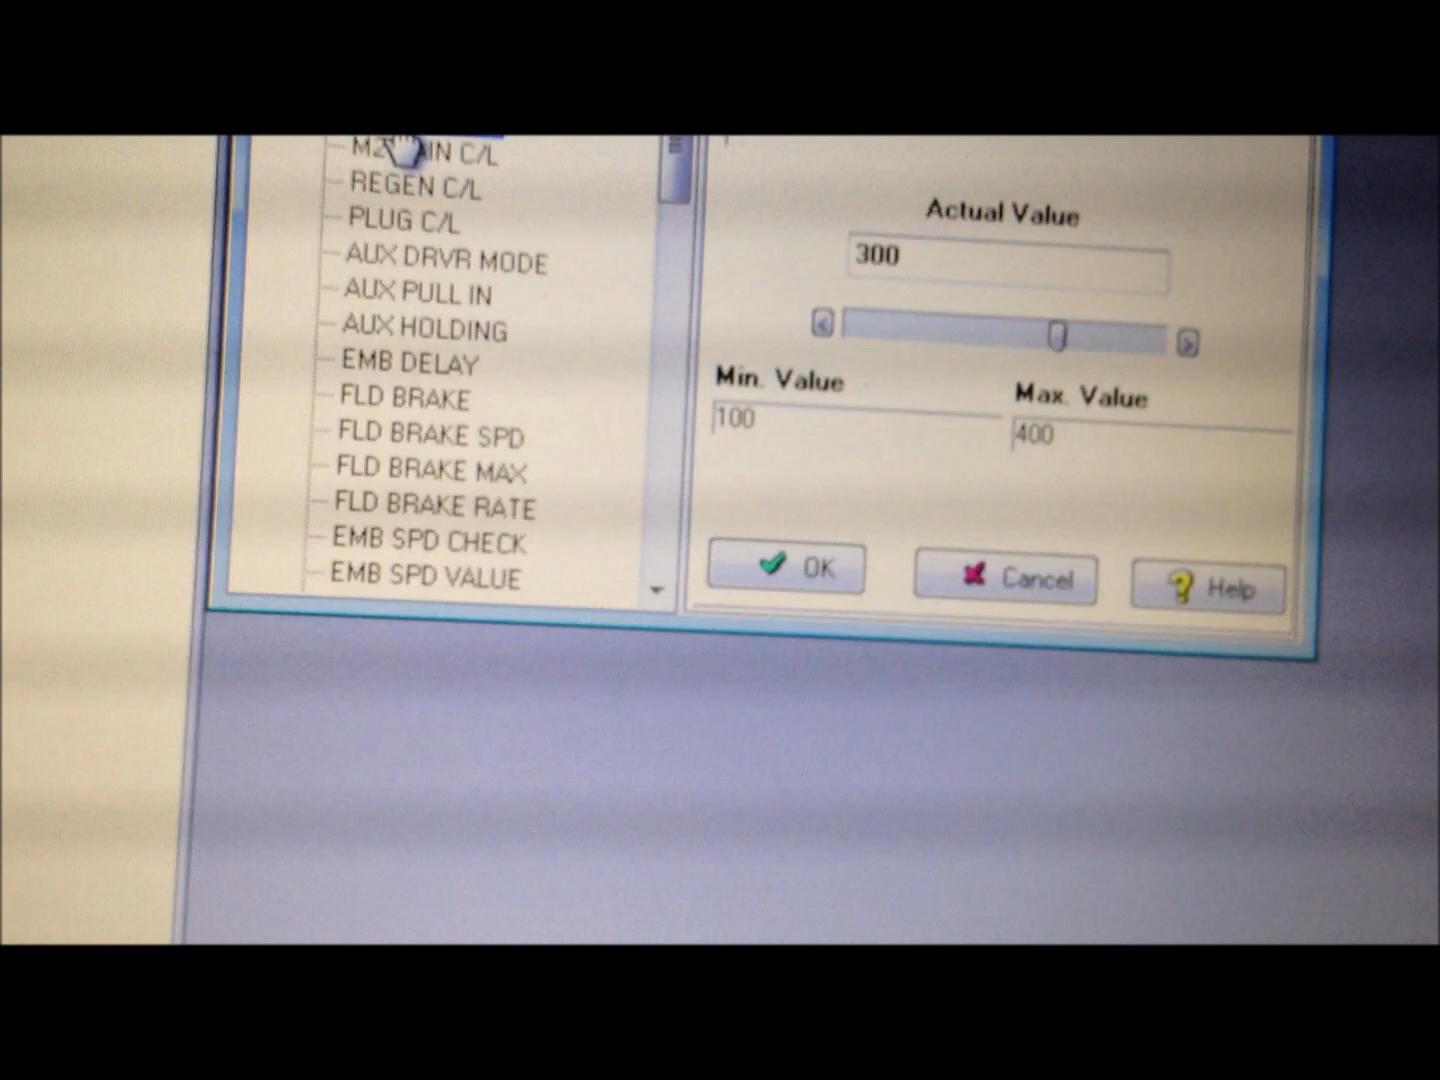 C/L
REGEN C/L
PLUG C/L
AUX DRVR MODE
AUX PULL IN
AUX HOLDING
EMB DELAY
FLD BRAKE
FLD BRAKE SPD
FLD BRAKE MAX
FLD BRAKE RATE
EMB SPD CHECK
EMB SPD VALUE
Actual Value
300
Min. Value
Max. Value
100
400
OK
Cancel
Help